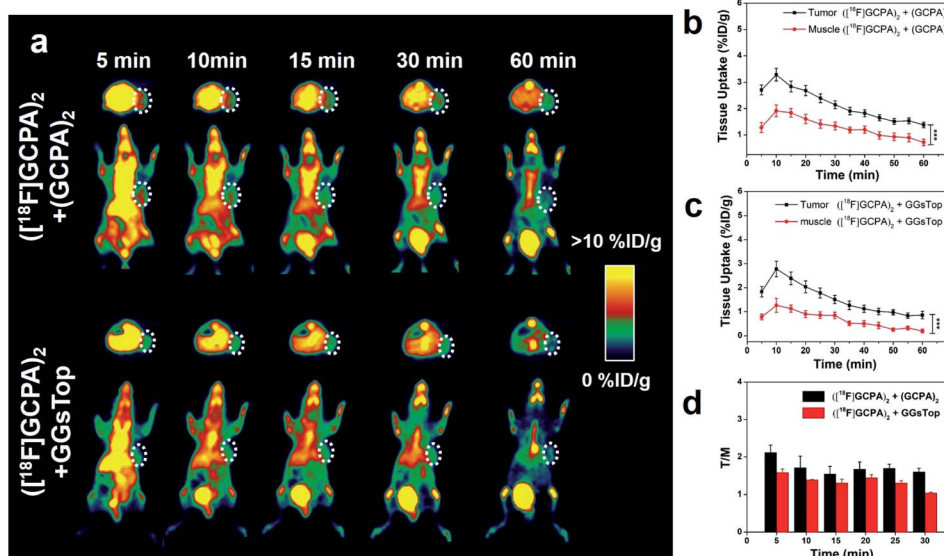 a
5 min 10min 15 min 30 min 60 min
([¹⁸F]GCPA)₂
+(GCPA)₂
>10 %ID/g
0 %ID/g
([¹⁸F]GCPA)₂
+GGsTop
b
Tissue Uptake (%ID/g)
6
5
4
3
2
1
Tumor ([¹⁸F]GCPA)₂ + (GCPA)
Muscle ([¹⁸F]GCPA)₂ + (GCPA)
***
0 10 20 30 40 50 60
Time (min)
c
Tissue Uptake (%ID/g)
6
5
4
3
2
1
0
Tumor ([¹⁸F]GCPA)₂ + GGsTop
muscle ([¹⁸F]GCPA)₂ + GGsTop
***
0 10 20 30 40 50 60
Time (min)
d
T/M
4
3
2
1
0
([¹⁸F]GCPA)₂ + (GCPA)₂
([¹⁸F]GCPA)₂ + GGsTop
5 10 15 20 25 30
Time (min)